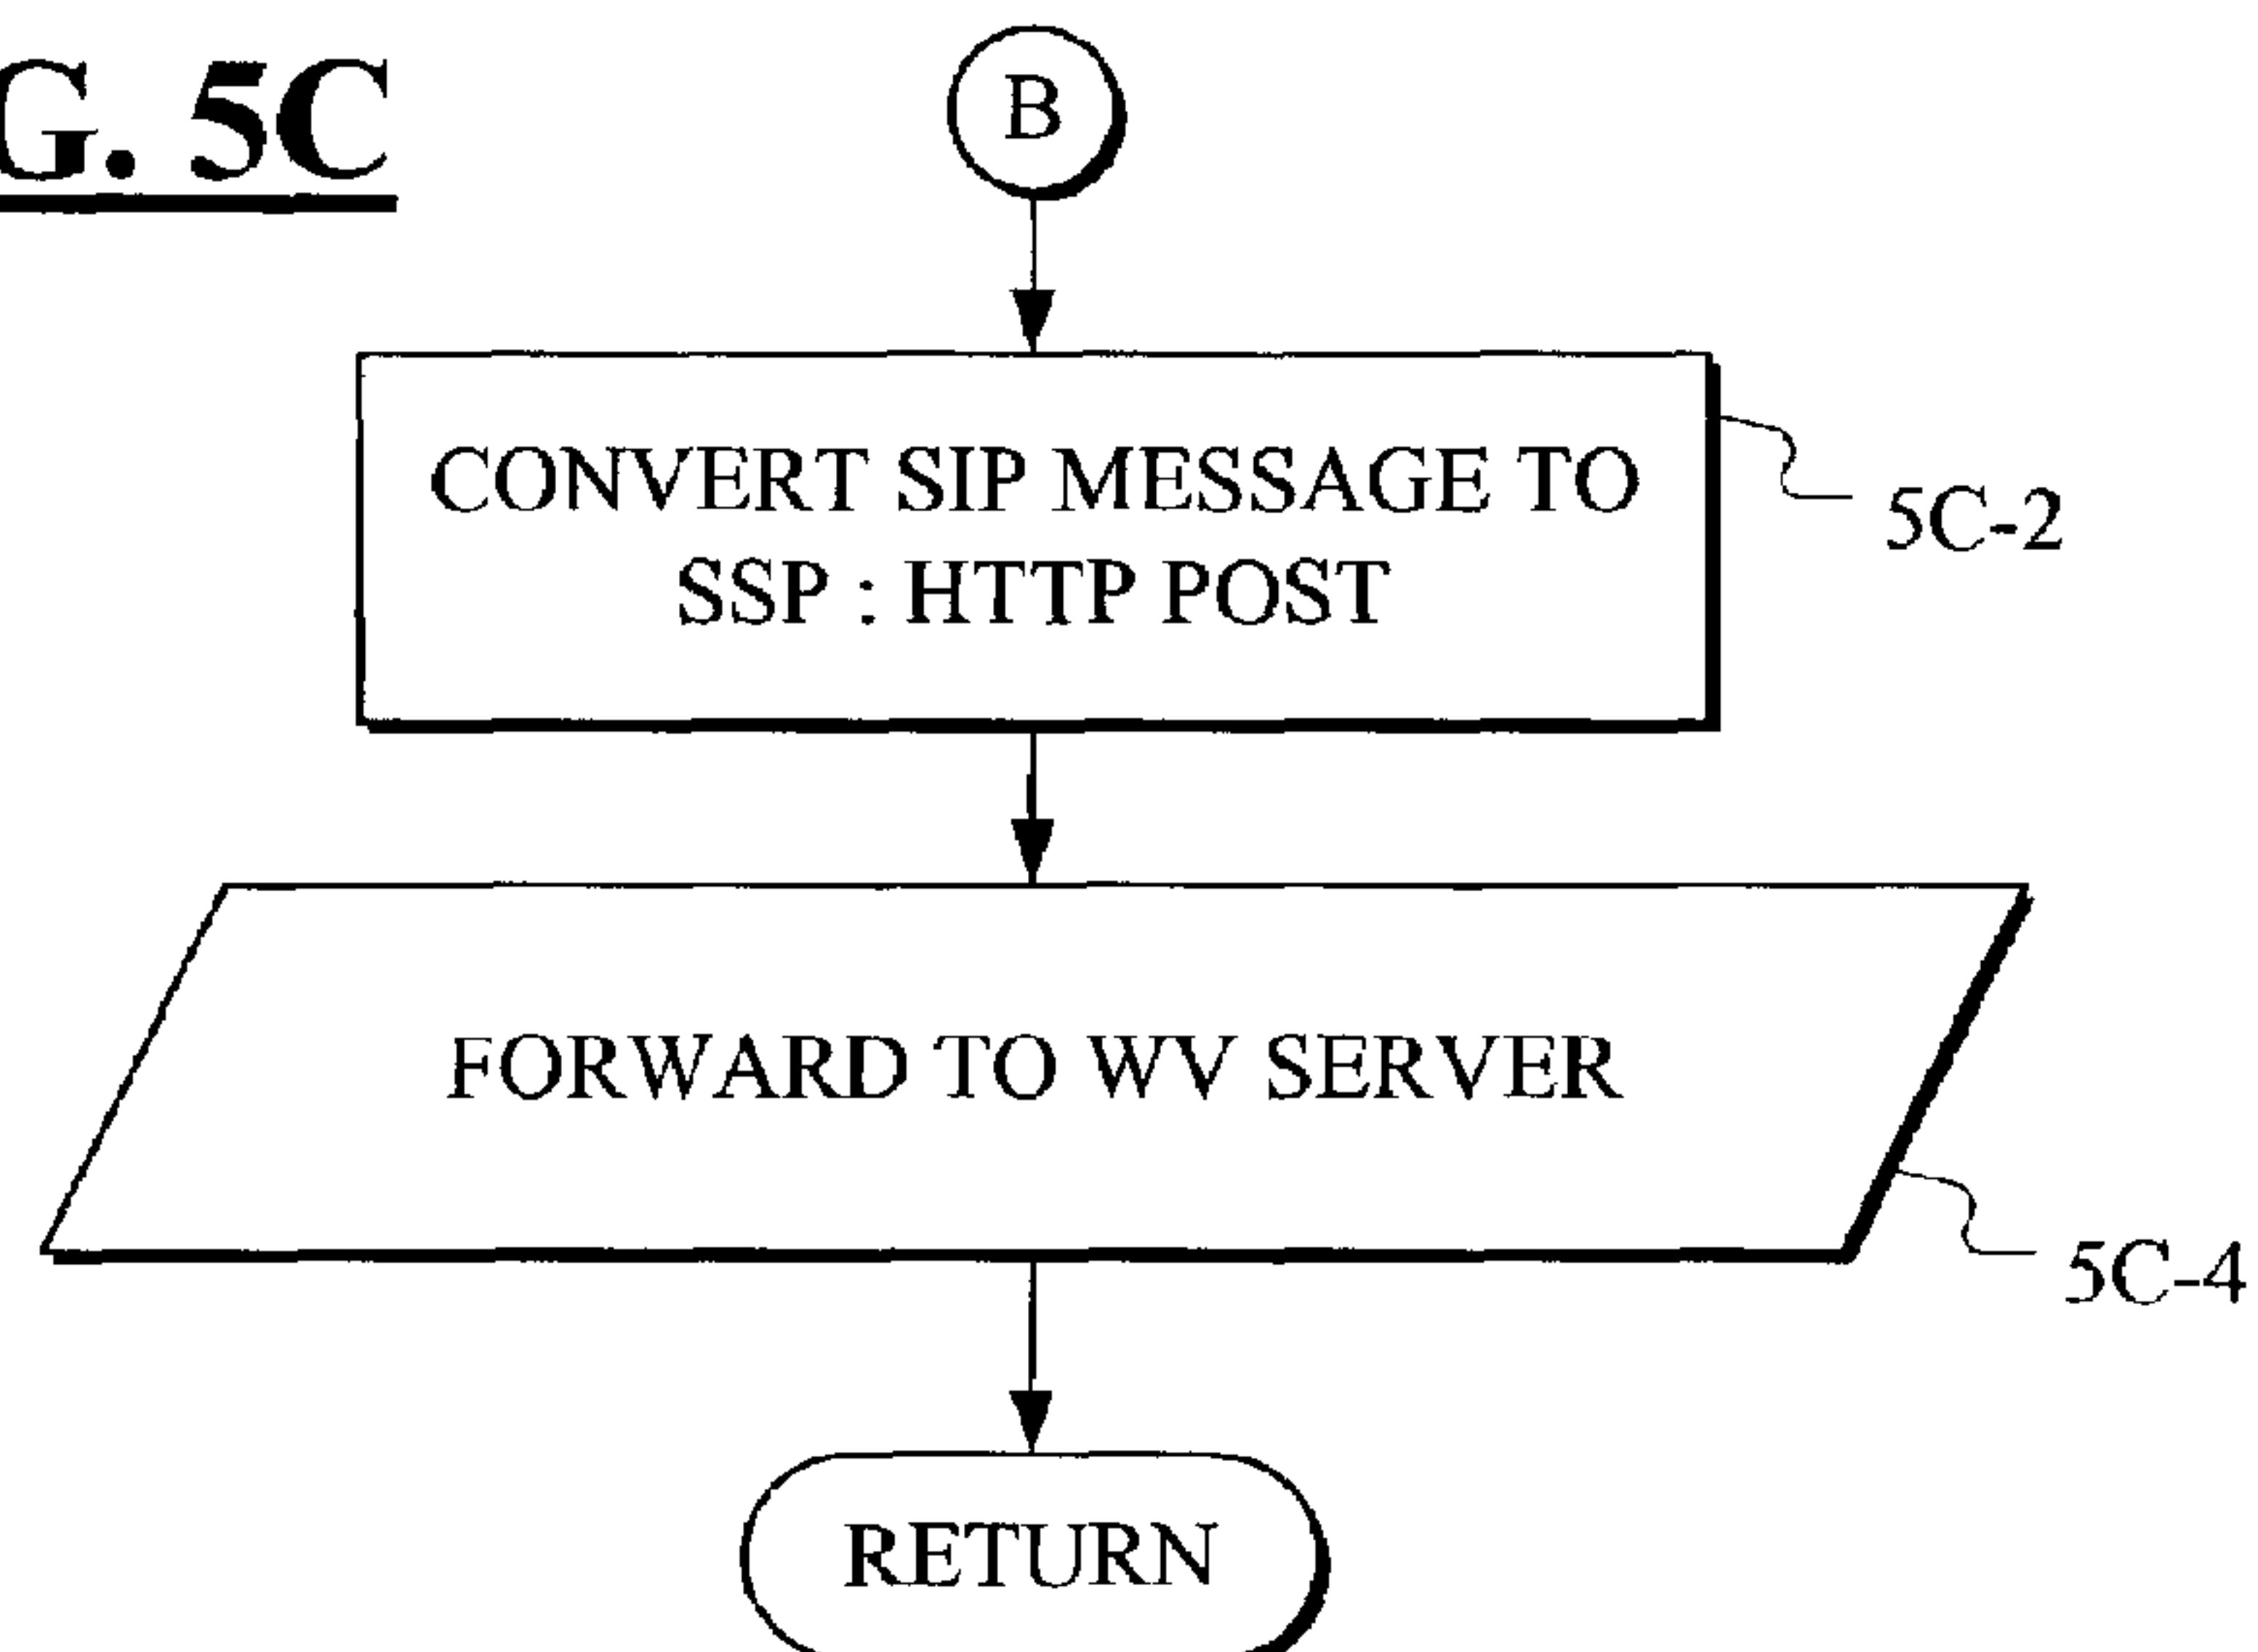 G. 5C
B
CONVERT SIP MESSAGE TO
SSP : HTTP POST
5C-2
FORWARD TO WV SERVER
5C-4
RETURN